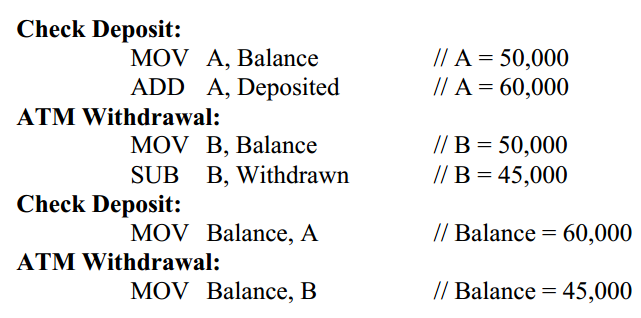 Check Deposit:
MOV A, Balance // A = 50,000
ADD A, Deposited // A = 60,000
ATM Withdrawal:
MOV B, Balance // B = 50,000
SUB B, Withdrawn // B = 45,000
Check Deposit:
MOV Balance, A // Balance = 60,000
ATM Withdrawal:
MOV Balance, B // Balance = 45,000